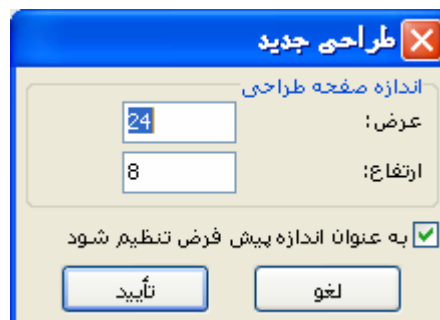 طراحی جدید
اندازه صفحه طراحی
عرض: 24
ارتفاع: 8
به عنوان اندازه پیش فرض تنظیم شود
لغو تأیید